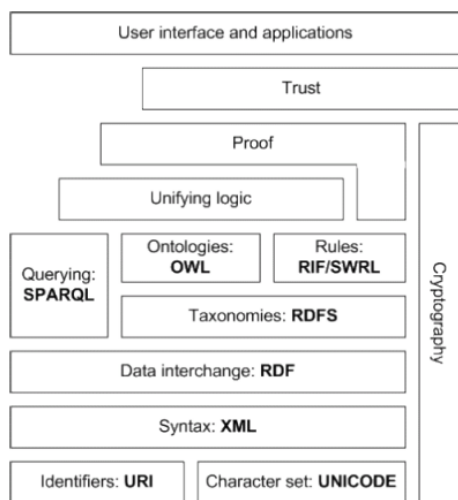 User interface and applications
Trust
Proof
Unifying logic
Querying:
SPARQL
Ontologies:
OWL
Rules:
RIF/SWRL
Taxonomies: RDFS
Data interchange: RDF
Syntax: XML
Identifiers: URI
Character set: UNICODE
Cryptography